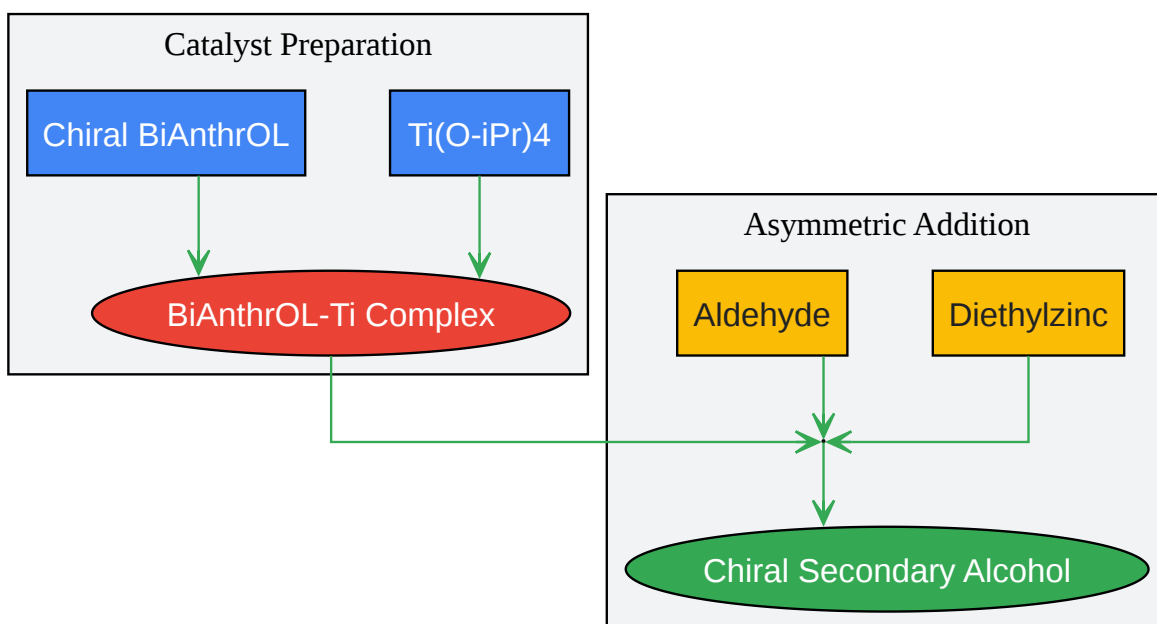 Catalyst Preparation
Chiral BiAnthrOL
Ti(O-iPr)4
BiAnthrOL-Ti Complex
Asymmetric Addition
Aldehyde
Diethylzinc
Chiral Secondary Alcohol